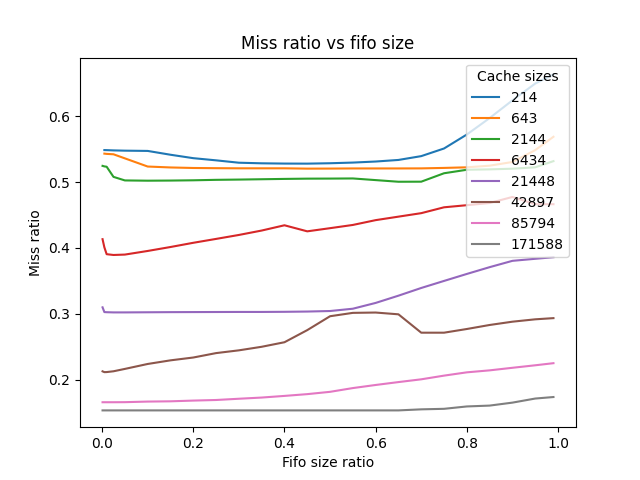 Miss ratio vs fifo size
Miss ratio
0.6
0.5
0.4
0.3
0.2
Cache sizes
214
643
2144
6434
21448
42897
85794
171588
0.0 0.2 0.4 0.6 0.8 1.0
Fifo size ratio